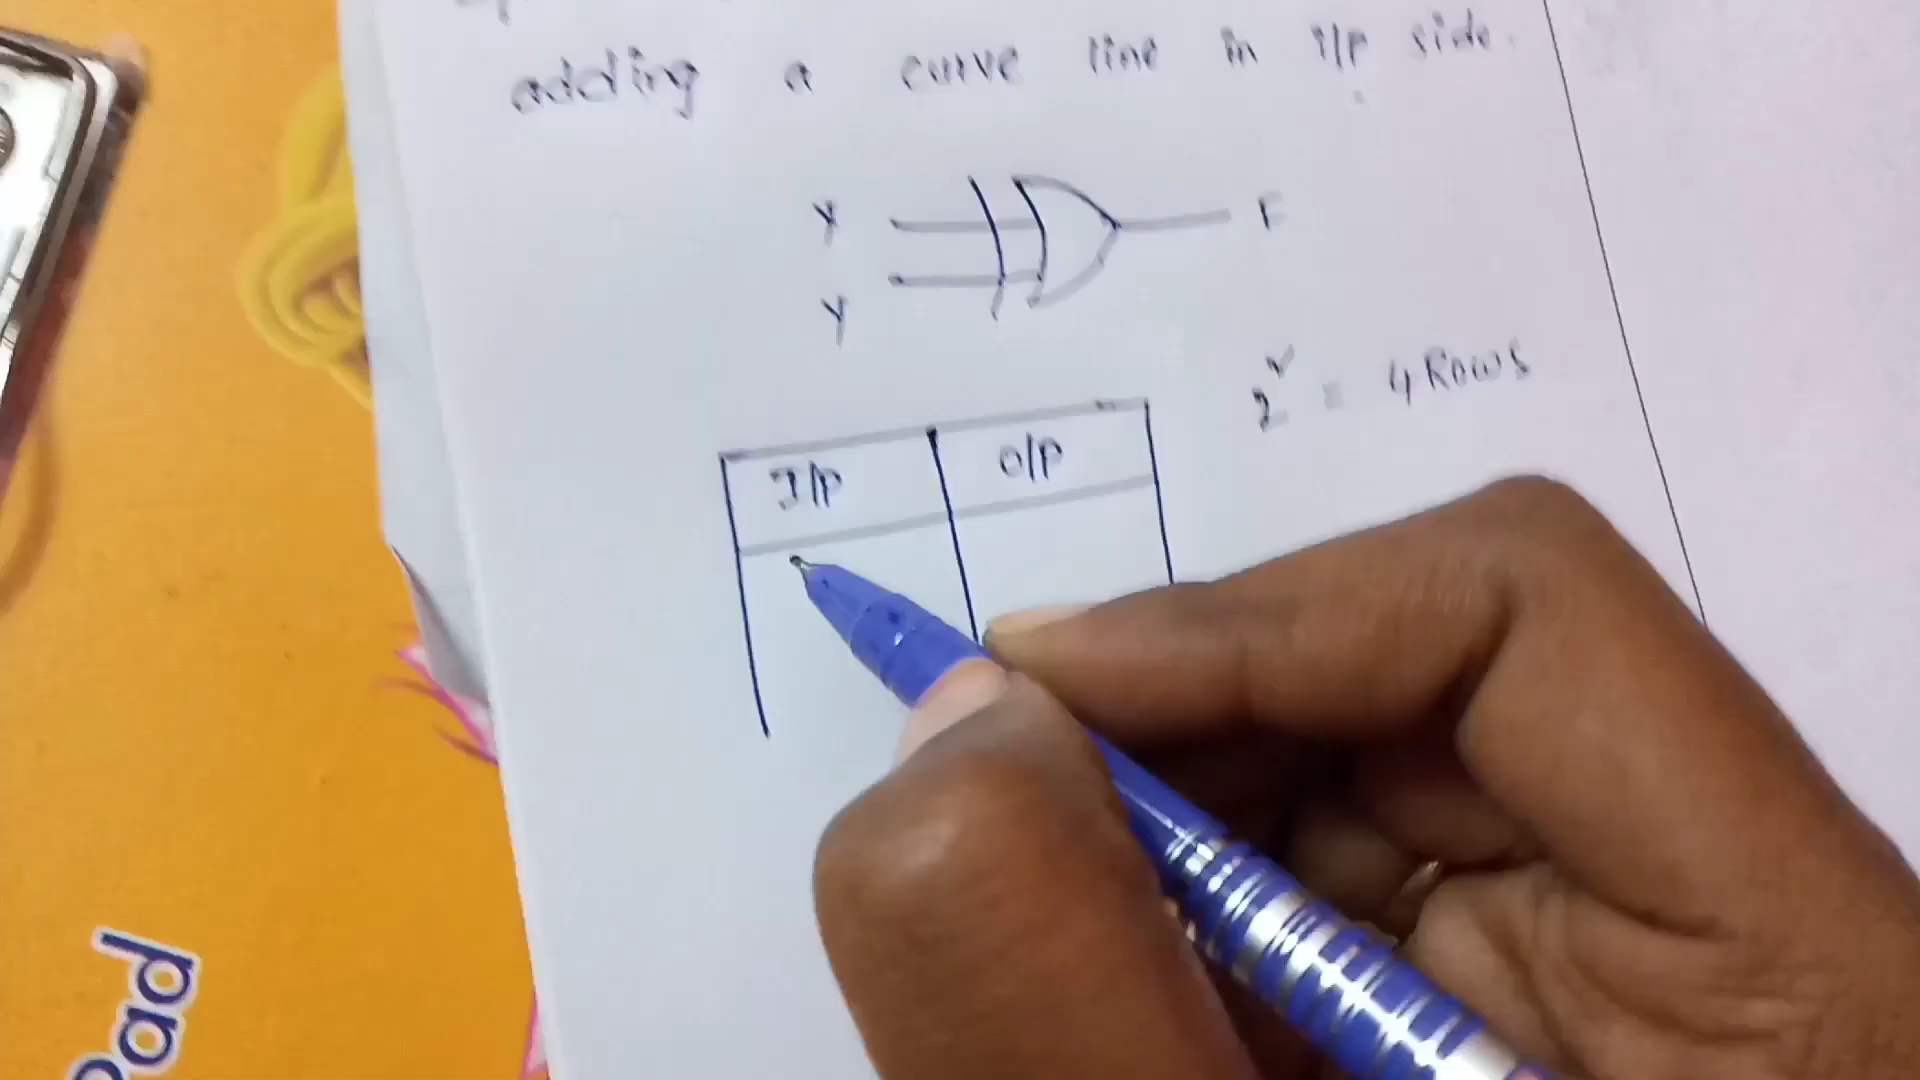 adding a curve line in i/p side.
X
F
Y
2² = 4 Rows
I/P O/P
Pad